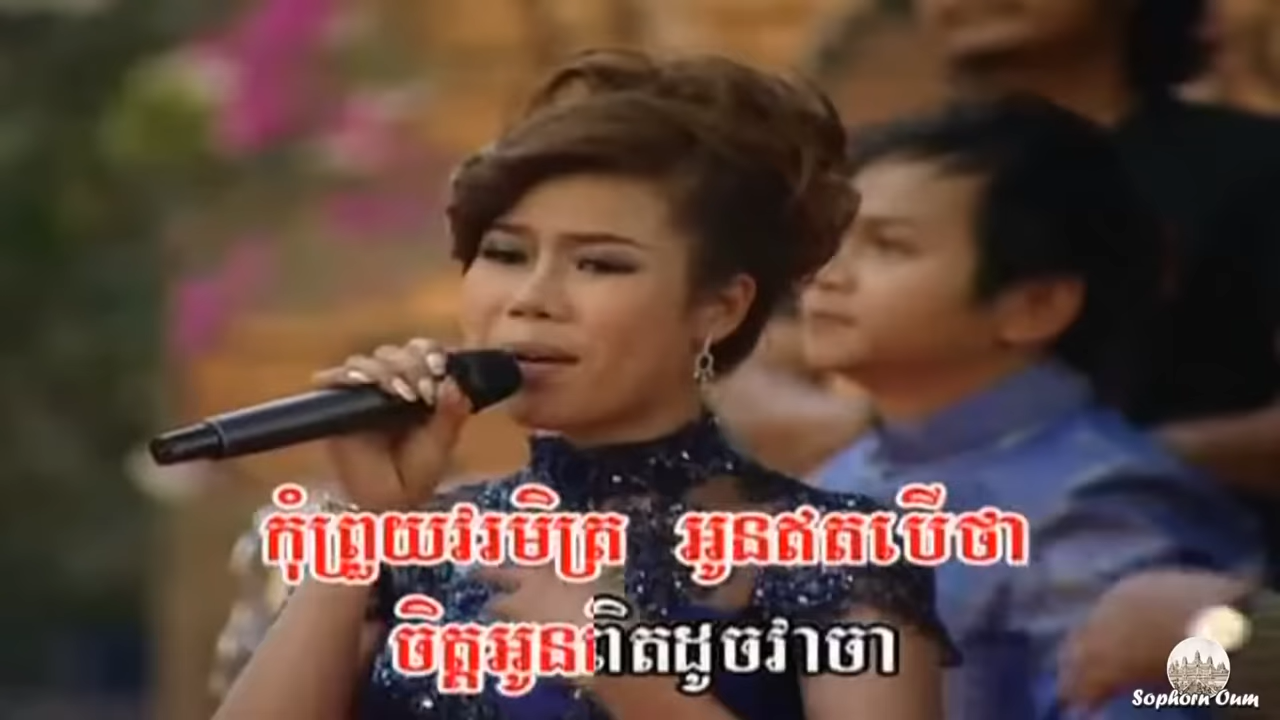 កុំព្រួយវរមិត្រ អូនឥតបើថា
ចិត្តអូនពិតដូចវាចា
Sophorn Oum